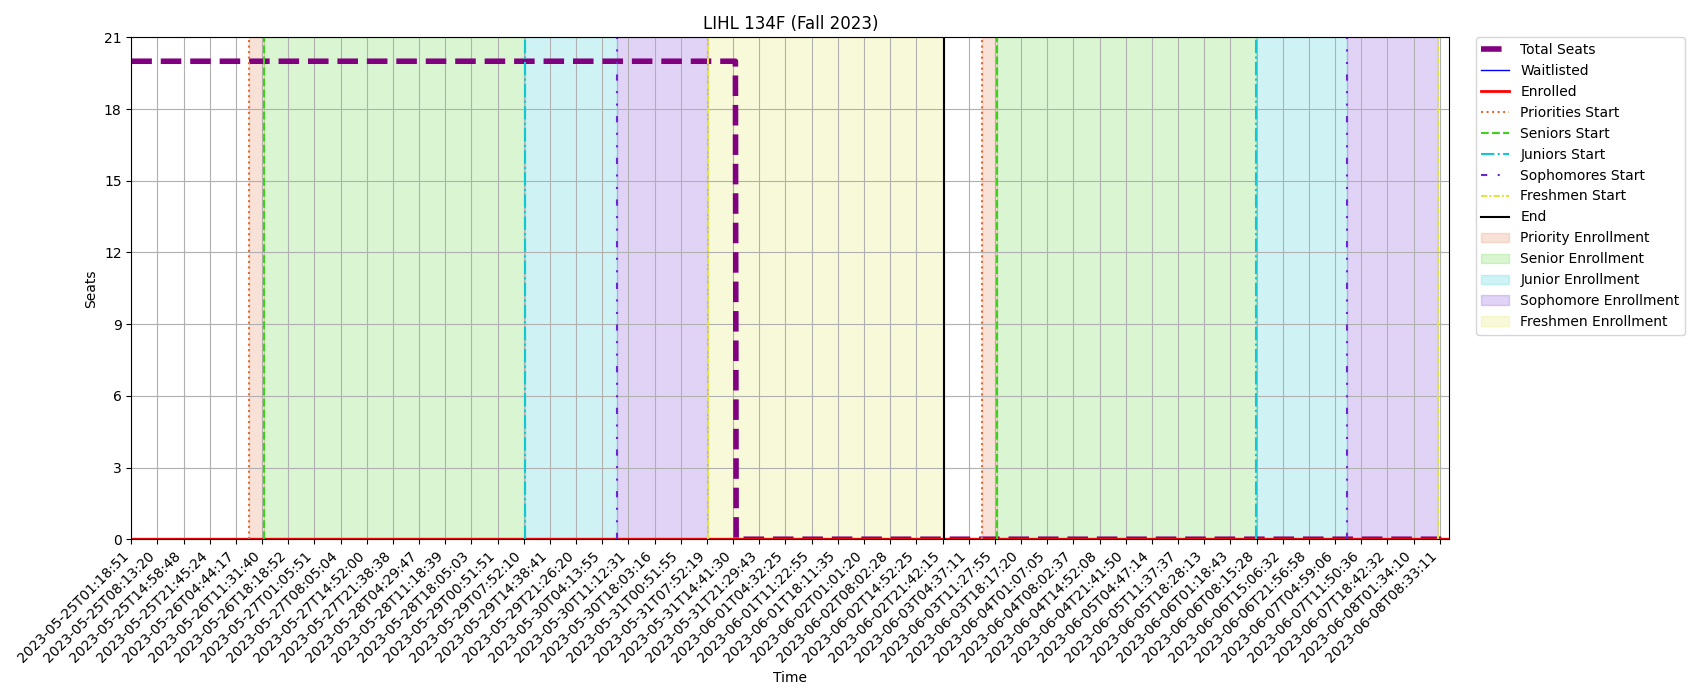 LIHL 134F (Fall 2023)
21
18
15
12
9
6
3
0
Seats
2023-05-25T01:18:51
2023-05-25T08:13:20
2023-05-25T14:58:48
2023-05-25T21:45:24
2023-05-26T04:44:17
2023-05-26T11:31:40
2023-05-26T18:18:52
2023-05-27T01:05:51
2023-05-27T08:05:04
2023-05-27T14:52:00
2023-05-27T21:38:38
2023-05-28T04:29:47
2023-05-28T11:18:39
2023-05-28T18:05:03
2023-05-29T00:51:51
2023-05-29T07:52:10
2023-05-29T14:38:41
2023-05-29T21:26:20
2023-05-30T04:13:55
2023-05-30T11:12:31
2023-05-30T18:03:16
2023-05-31T00:51:55
2023-05-31T07:52:19
2023-05-31T14:41:30
2023-05-31T21:29:43
2023-06-01T04:32:25
2023-06-01T11:22:55
2023-06-01T18:11:35
2023-06-02T01:01:20
2023-06-02T08:02:28
2023-06-02T14:52:25
2023-06-02T21:42:15
2023-06-03T04:37:11
2023-06-03T11:27:55
2023-06-03T18:17:20
2023-06-04T01:07:05
2023-06-04T08:02:37
2023-06-04T14:52:08
2023-06-04T21:41:50
2023-06-05T04:47:14
2023-06-05T11:37:37
2023-06-05T18:28:13
2023-06-06T01:18:43
2023-06-06T08:15:28
2023-06-06T15:06:32
2023-06-06T21:56:58
2023-06-07T04:59:06
2023-06-07T11:50:36
2023-06-07T18:42:32
2023-06-08T01:34:10
2023-06-08T08:33:11
Time
Total Seats
Waitlisted
Enrolled
Priorities Start
Seniors Start
Juniors Start
Sophomores Start
Freshmen Start
End
Priority Enrollment
Senior Enrollment
Junior Enrollment
Sophomore Enrollment
Freshmen Enrollment